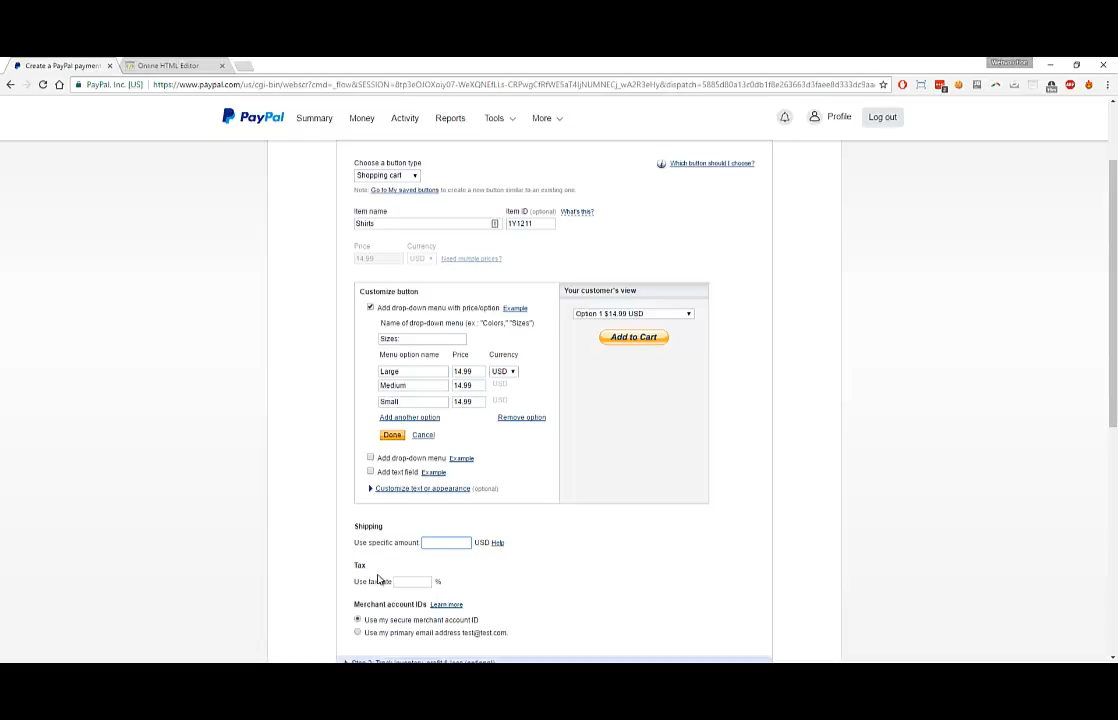 Create a PayPal paymen
Online HTML Editor
PayPal, Inc. [US]
PayPal
Summary
Money
Activity
Reports
Tools
More
Profile
Log out
Choose a button type
Which button should I choose?
Shopping cart
Note: Go to My saved buttons to create a new button similar to an existing one.
Item name
Item ID (optional) What's this?
Shirts
1Y1211
Price
Currency
14.99
USD
Need multiple prices?
Customize button
Your customer's view
Add drop-down menu with price/option Example
Option 1 $14.99 USD
Name of drop-down menu (ex.: "Colors," "Sizes")
Add to Cart
Sizes:
Menu option name Price Currency
Large 14.99 USD
Medium 14.99 USD
Small 14.99 USD
Add another option Remove option
Done Cancel
Add drop-down menu Example
Add text field Example
Customize text or appearance (optional)
Shipping
Use specific amount USD Help
Tax
Use tax rate %
Merchant account IDs Learn more
Use my secure merchant account ID
Use my primary email address test@test.com.